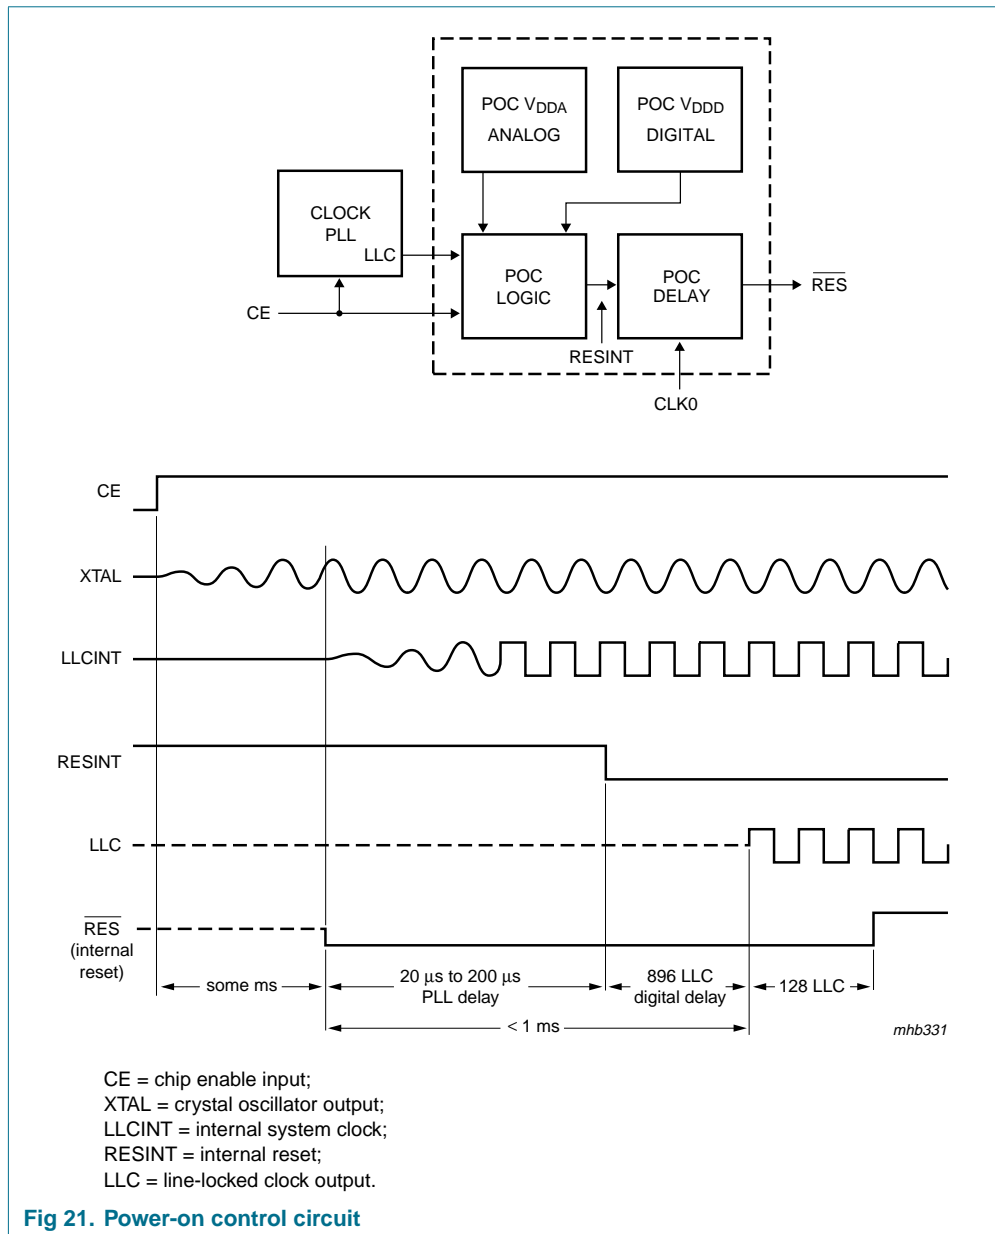 POC VDDA
ANALOG
POC VDDD
DIGITAL
CLOCK
PLL
LLC
POC
LOGIC
POC
DELAY
RES
CE
RESINT
CLK0
CE
XTAL
LLCINT
RESINT
LLC
RES
(internal
reset)
some ms
20 μs to 200 μs
PLL delay
896 LLC
digital delay
128 LLC
< 1 ms
mhb331
CE = chip enable input;
XTAL = crystal oscillator output;
LLCINT = internal system clock;
RESINT = internal reset;
LLC = line-locked clock output.
Fig 21. Power-on control circuit